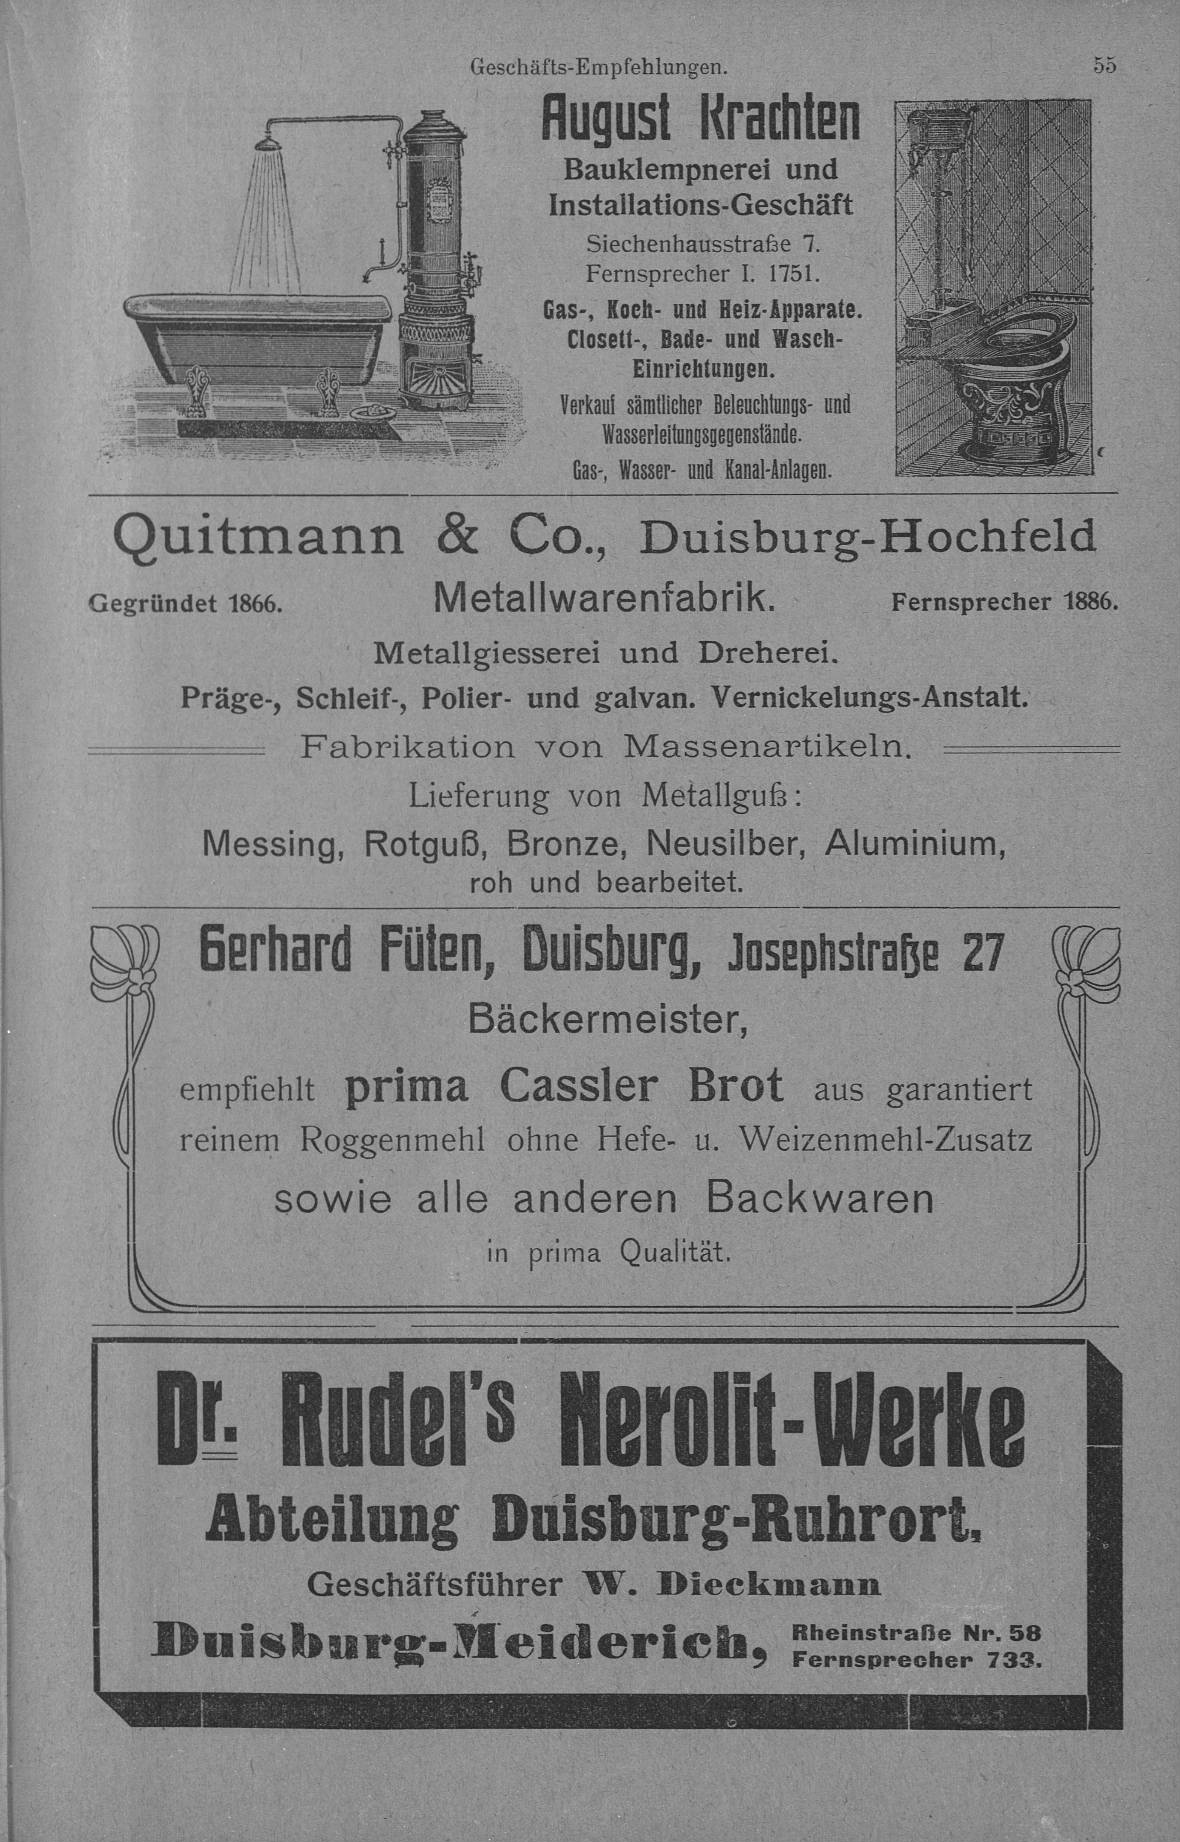 Geschäfts-Empfehlungen. 55
August Krachten
Bauklempnerei und
Installations-Geschäft
Siechenhausstraße 7.
Fernsprecher I. 1751.
Gas-, Koch- und Heiz-Apparate.
Closett-, Bade- und Wasch-
Einrichtungen.
Verkauf sämtlicher Beleuchtungs- und
Wasserleitungsgegenstände.
Gas-, Wasser- und Kanal-Anlagen.
Quitmann & Co., Duisburg-Hochfeld
Gegründet 1866. Metallwarenfabrik. Fernsprecher 1886.
Metallgiesserei und Dreherei.
Präge-, Schleif-, Polier- und galvan. Vernickelungs-Anstalt.
Fabrikation von Massenartikeln.
Lieferung von Metallguß:
Messing, Rotguß, Bronze, Neusilber, Aluminium,
roh und bearbeitet.
Gerhard Füten, Duisburg, Josephstraße 27
Bäckermeister,
empfiehlt prima Cassler Brot aus garantiert
reinem Roggenmehl ohne Hefe- u. Weizenmehl-Zusatz
sowie alle anderen Backwaren
in prima Qualität.
Dr. Rudel's Nerolit-Werke
Abteilung Duisburg-Ruhrort,
Geschäftsführer W. Dieckmann
Duisburg-Meiderich, Rheinstraße Nr. 58
Fernsprecher 733.